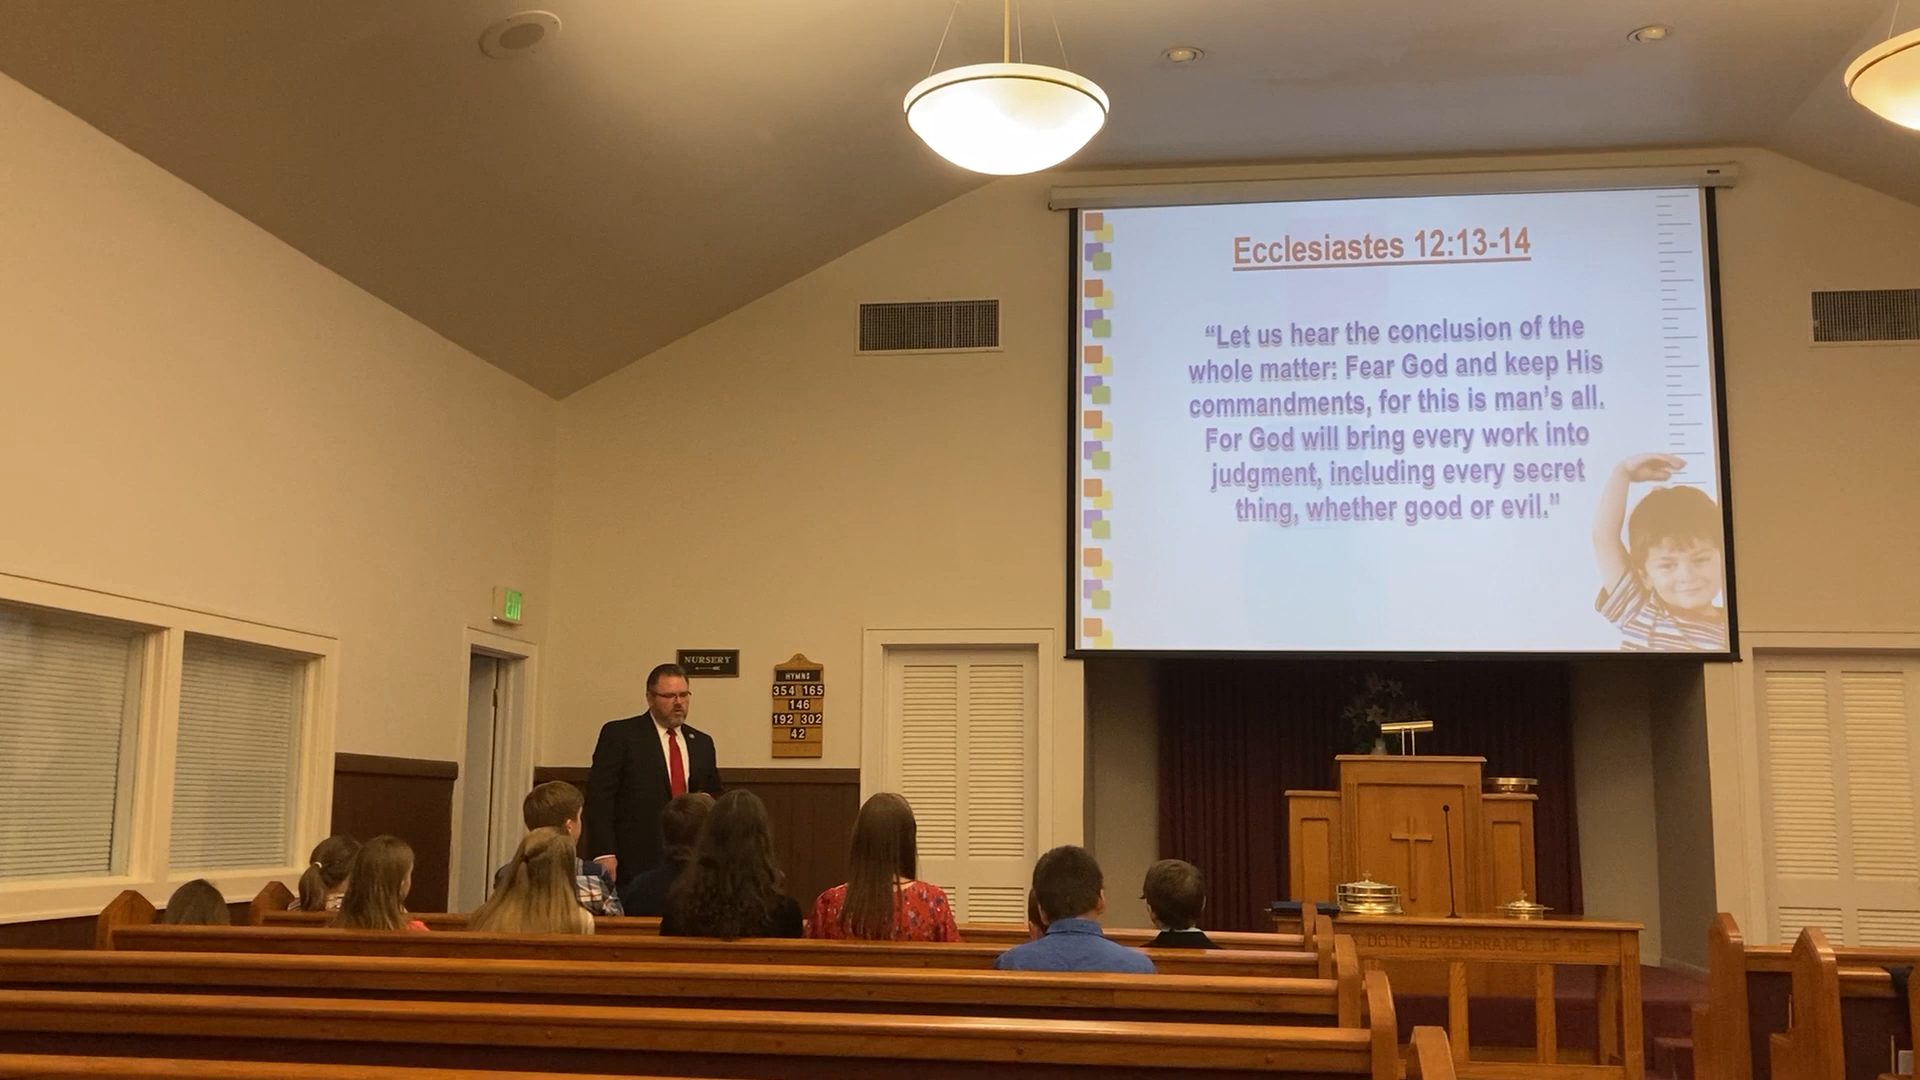 Ecclesiastes 12:13-14
“Let us hear the conclusion of the
whole matter: Fear God and keep His
commandments, for this is man’s all.
For God will bring every work into
judgment, including every secret
thing, whether good or evil.”
EXIT
NURSERY
HYMNS
354 165
146
192 302
42
DO IN REMEMBRANCE OF ME